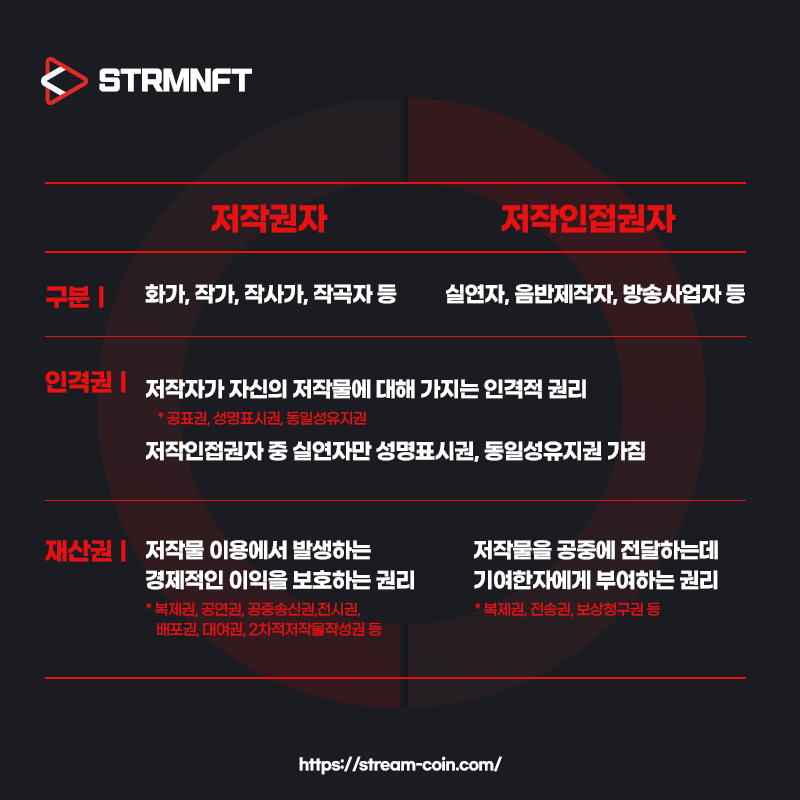 STRMNFT
저작권자 저작인접권자
구분 | 화가, 작가, 작사가, 작곡자 등 실연자, 음반제작자, 방송사업자 등
인격권 | 저작자가 자신의 저작물에 대해 가지는 인격적 권리
* 공표권, 성명표시권, 동일성유지권
저작인접권자 중 실연자만 성명표시권, 동일성유지권 가짐
재산권 | 저작물 이용에서 발생하는
경제적인 이익을 보호하는 권리
* 복제권, 공연권, 공중송신권,전시권,
배포권, 대여권, 2차적저작물작성권 등
저작물을 공중에 전달하는데
기여한자에게 부여하는 권리
* 복제권, 전송권, 보상청구권 등
https://stream-coin.com/